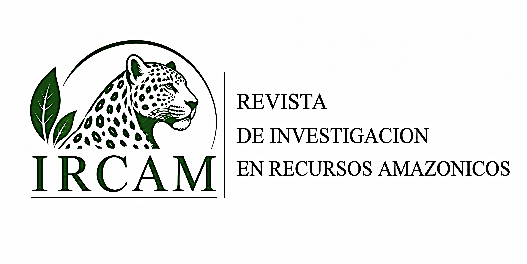 IRCAM
REVISTA
DE INVESTIGACION
EN RECURSOS AMAZONICOS